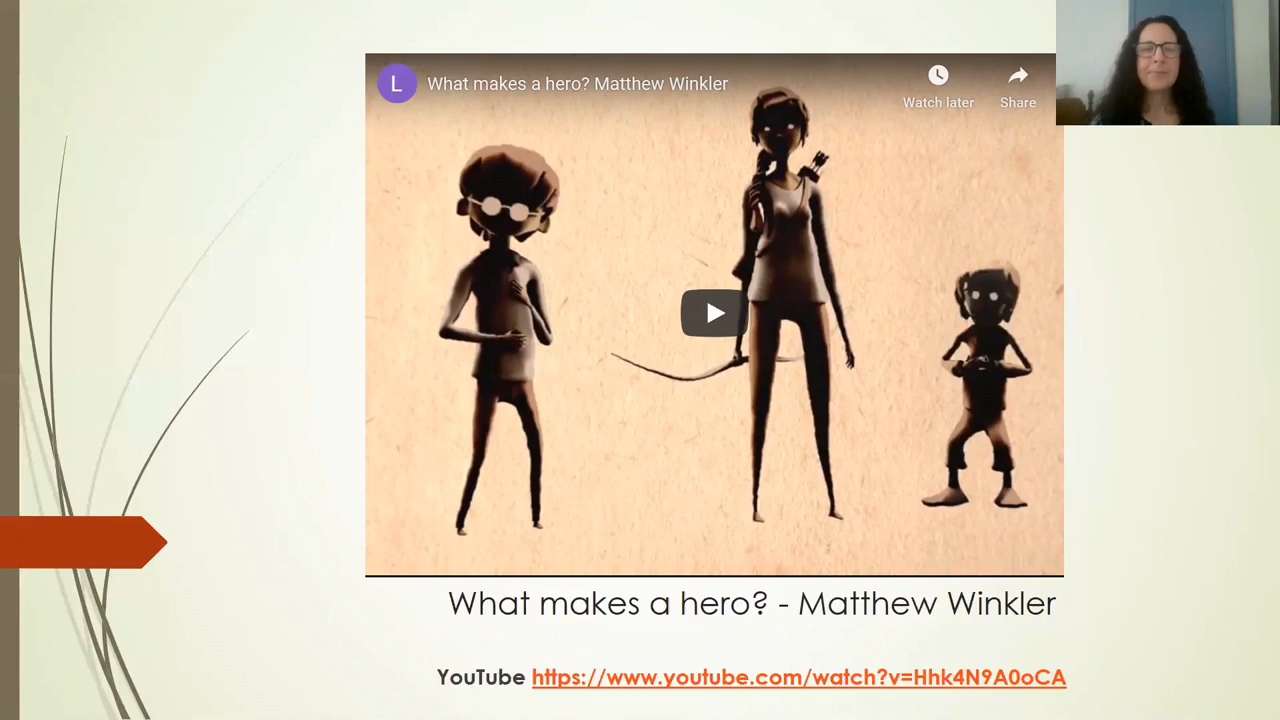 L
What makes a hero? Matthew Winkler
Watch later
Share
What makes a hero? - Matthew Winkler
YouTube https://www.youtube.com/watch?v=Hhk4N9A0oCA